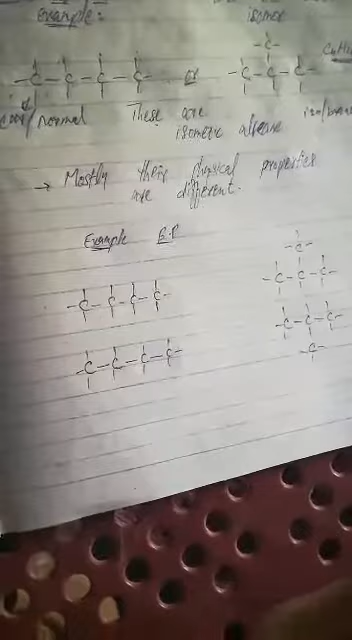 example: isomer
-C-C-C-C- or -C-C-C-
C
/normal These are
isomeric alkane
→ Mostly their physical properties
are different.
Example B.P
-C-C-C-C-
-C-C-C-C-
-C-
-C-C-C-
-C-C-C-
-C-